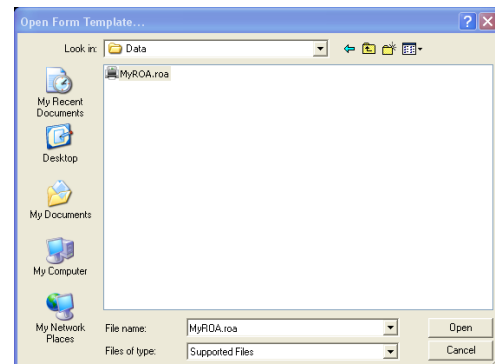 Open Form Template...
Look in:
Data
MyROA.roa
My Recent
Documents
Desktop
My Documents
My Computer
My Network
Places
File name:
MyROA.roa
Open
Files of type:
Supported Files
Cancel